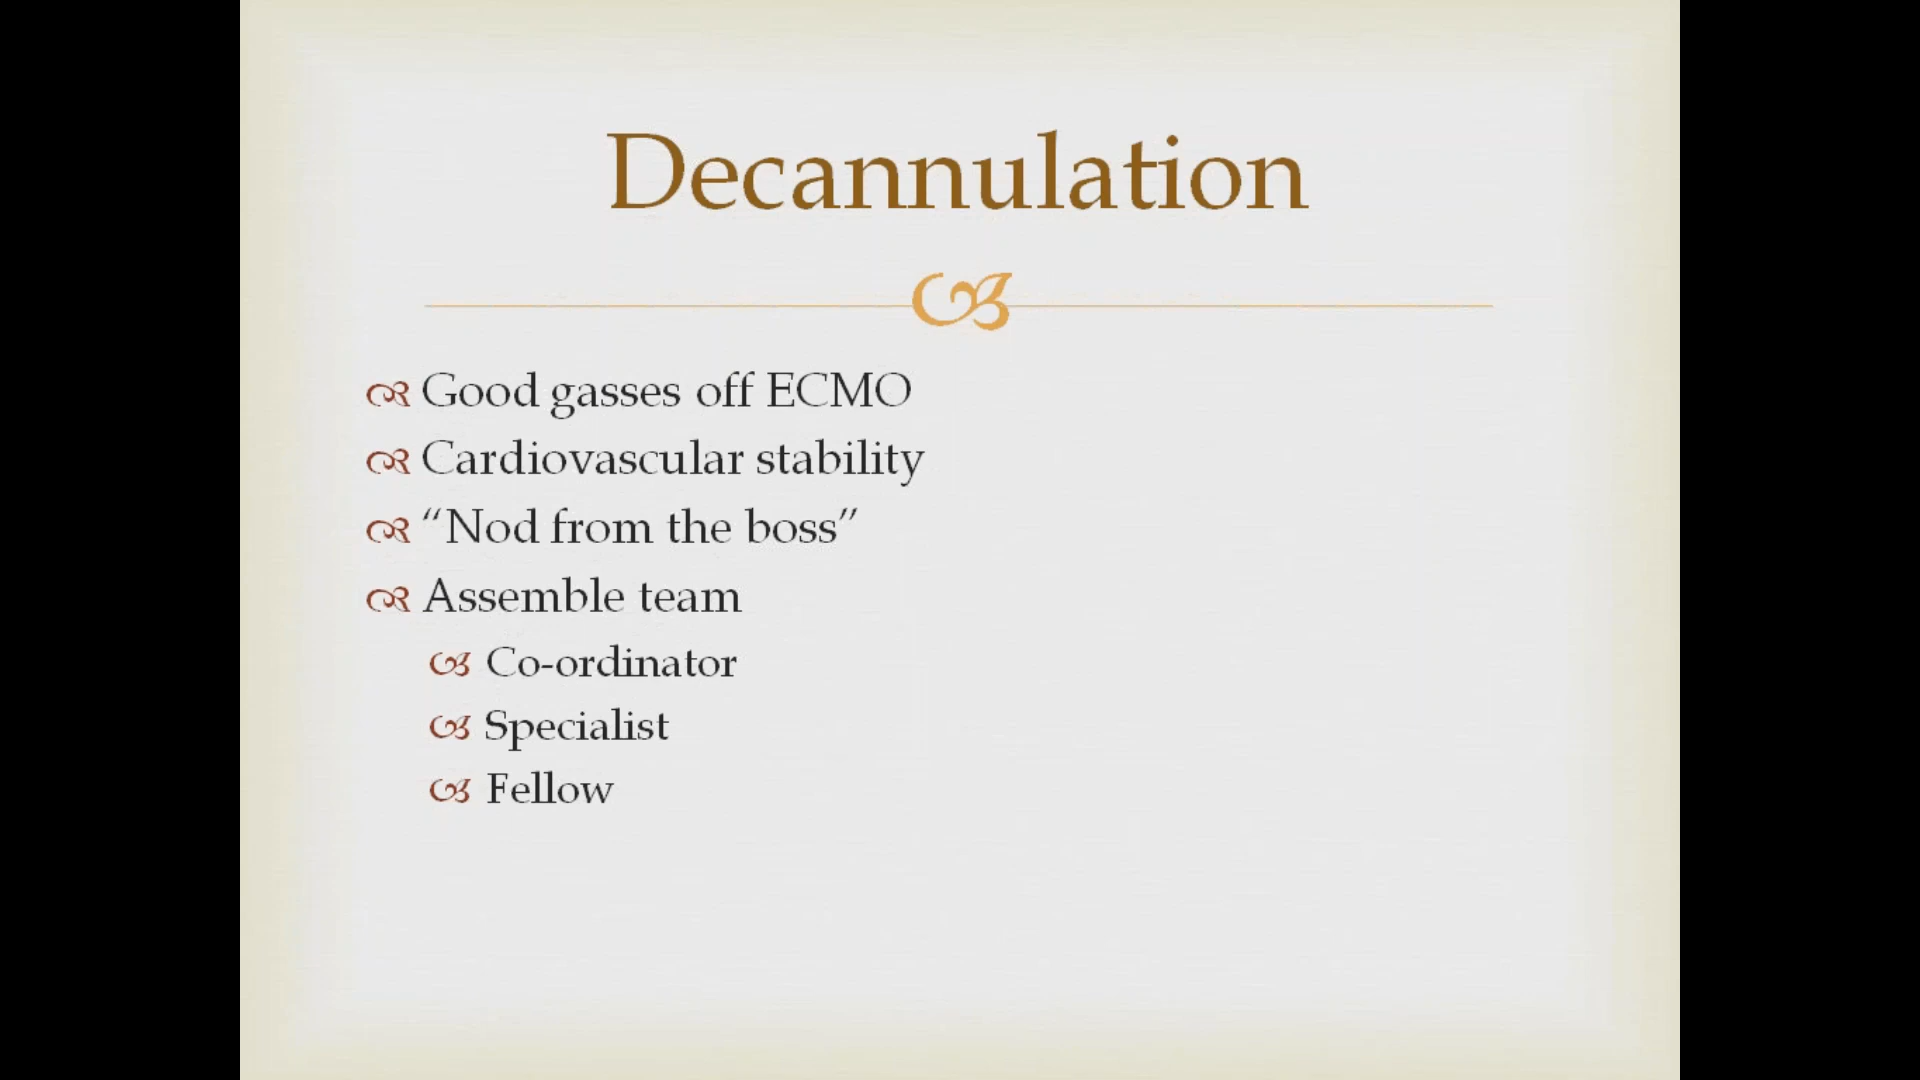 Decannulation
Good gasses off ECMO
Cardiovascular stability
“Nod from the boss”
Assemble team
Co-ordinator
Specialist
Fellow